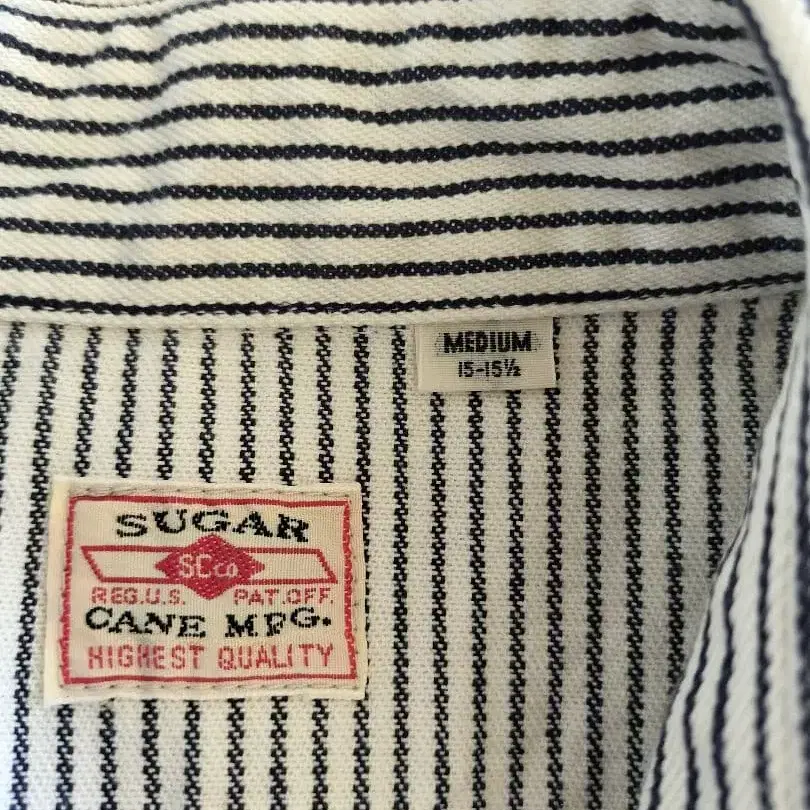 MEDIUM
15-15½
SUGAR
SCCO
REG.U.S. PAT.OFF.
CANE MFG.
HIGHEST QUALITY